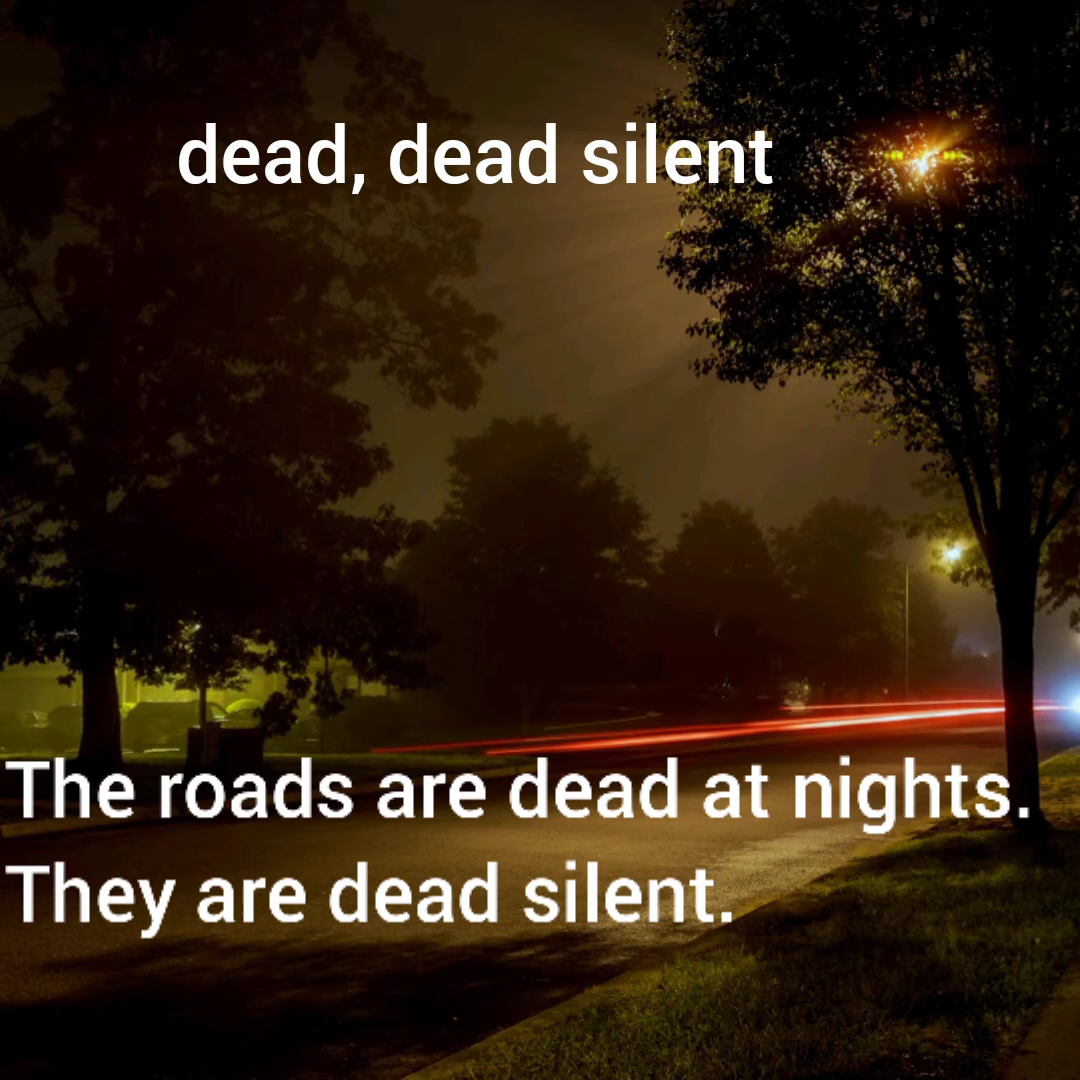 dead, dead silent
The roads are dead at nights.
They are dead silent.